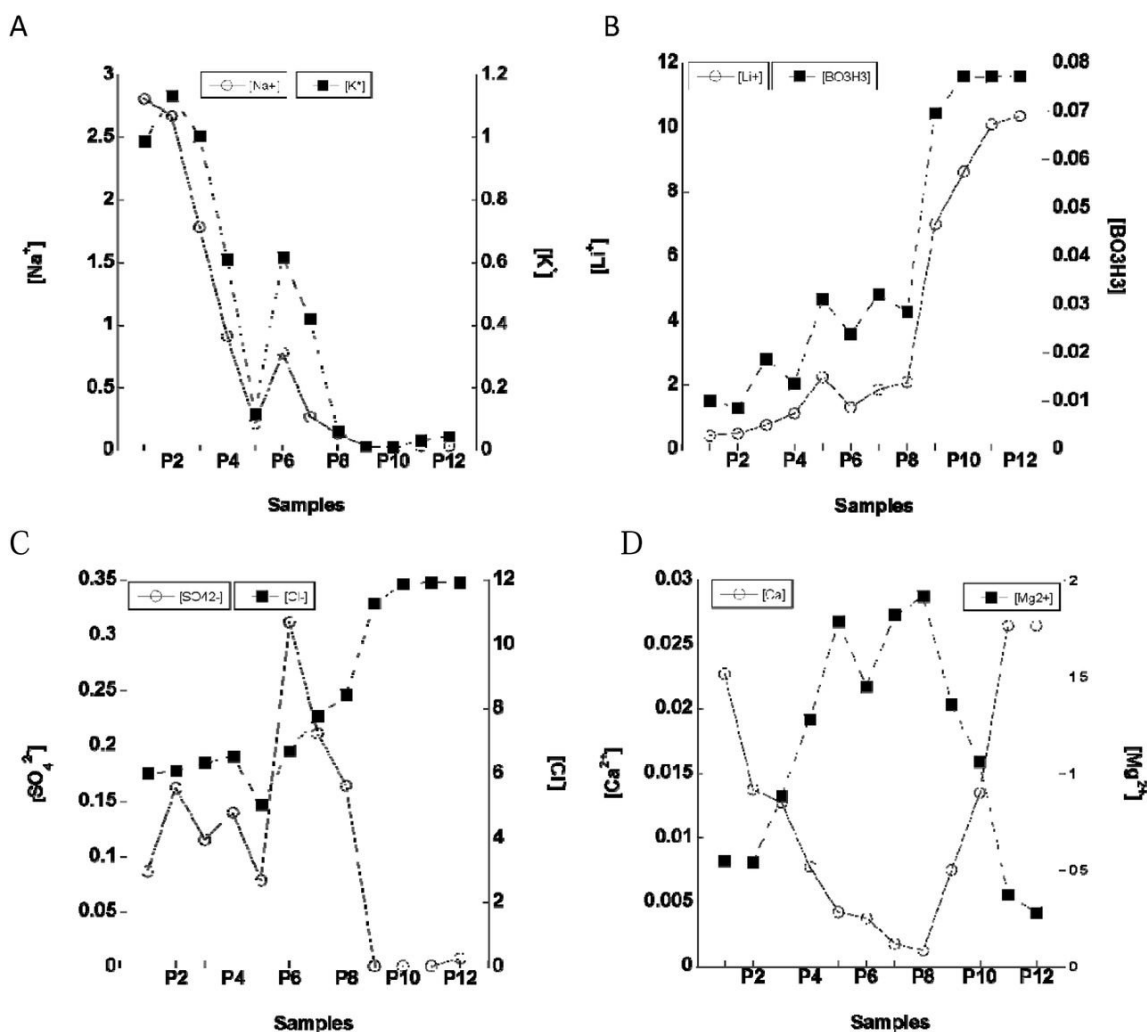 A
[Na+] [K+]
3
2.5
2
1.5
1
0.5
0
1.2
1
0.8
0.6
0.4
0.2
0
[Na+]
[K+]
P2 P4 P6 P8 P10 P12
Samples
B
[Li+] [BO3H3]
12
10
8
6
4
2
0
0.08
0.07
0.06
0.05
0.04
0.03
0.02
0.01
0
[Li+]
[BO3H3]
P2 P4 P6 P8 P10 P12
Samples
C
[SO42-] [Cl-]
0.35
0.3
0.25
0.2
0.15
0.1
0.05
0
12
10
8
6
4
2
0
[SO₄²⁻]
[Cl-]
P2 P4 P6 P8 P10 P12
Samples
D
[Ca] [Mg2+]
0.03
0.025
0.02
0.015
0.01
0.005
0
2
1 5
1
0 5
0
[Ca²⁺]
[Mg²⁺]
P2 P4 P6 P8 P10 P12
Samples